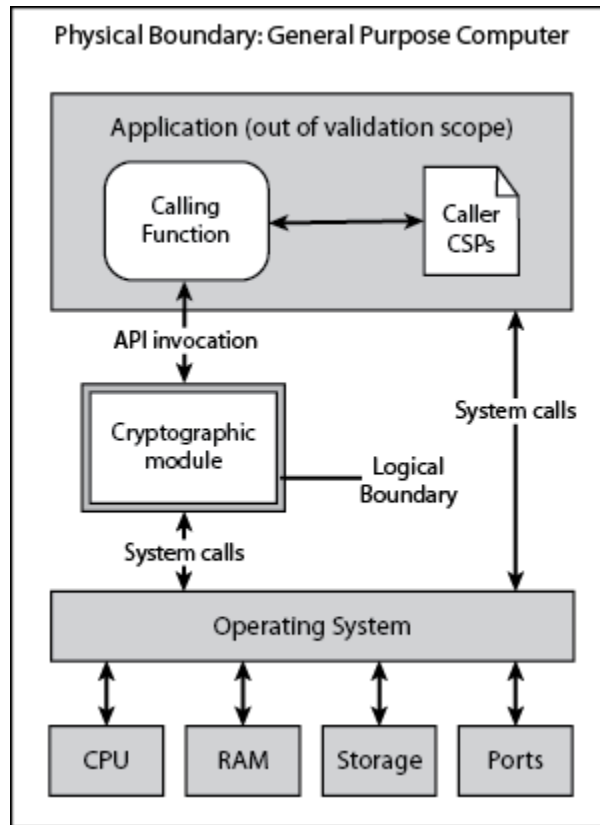 Physical Boundary: General Purpose Computer
Application (out of validation scope)
Calling
Function
Caller
CSPs
API invocation
Cryptographic
module
System calls
Logical
Boundary
System calls
Operating System
CPU
RAM
Storage
Ports